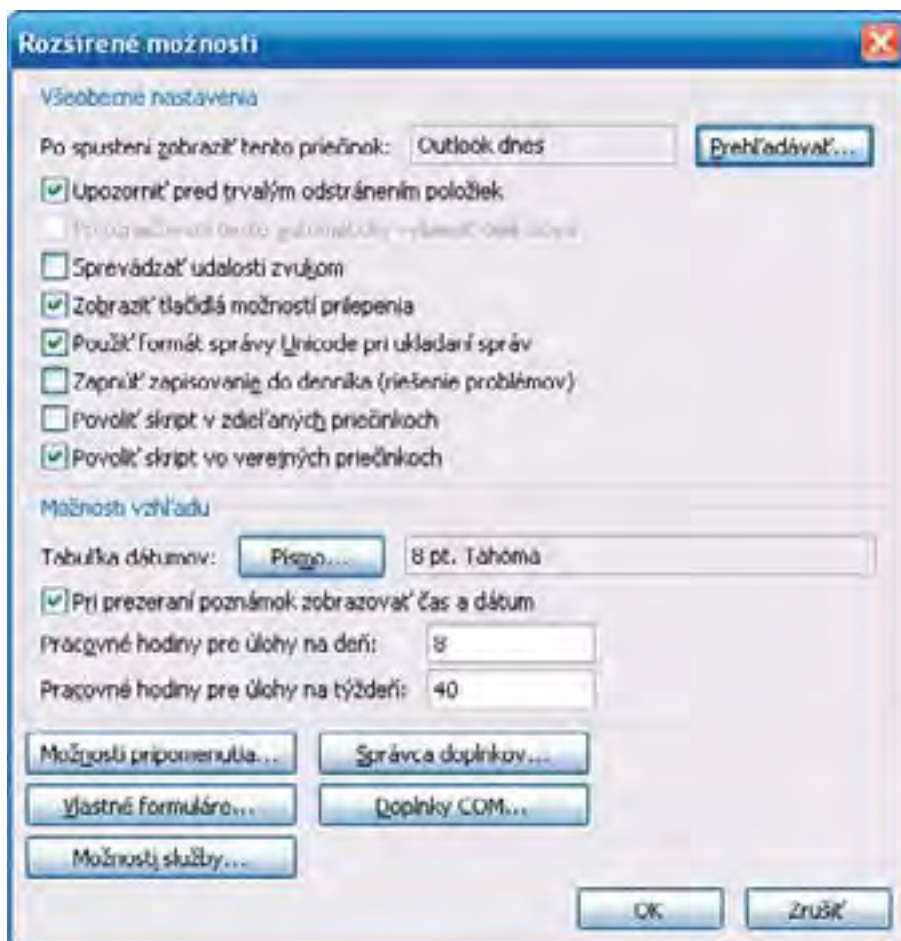 Rozšírené možnosti
Všeobecné nastavenia
Po spustení zobraziť tento priečinok: Outlook dnes Prehľadávať...
Upozorniť pred trvalým odstránením položiek
Sprevádzať udalosti zvukom
Zobraziť tlačidlá možností prilepenia
Použiť formát správy Unicode pri ukladaní správ
Zapnúť zapisovanie do denníka (riešenie problémov)
Povoliť skript v zdieľaných priečinkoch
Povoliť skript vo verejných priečinkoch
Možnosti vzhľadu
Tabuľka dátumov: Písmo... 8 pt. Tahoma
Pri prezeraní poznámok zobrazovať čas a dátum
Pracovné hodiny pre úlohy na deň: 8
Pracovné hodiny pre úlohy na týždeň: 40
Možnosti pripomenutia... Správca doplnkov...
Vlastné formuláre... Doplnky COM...
Možnosti služby...
OK Zrušiť